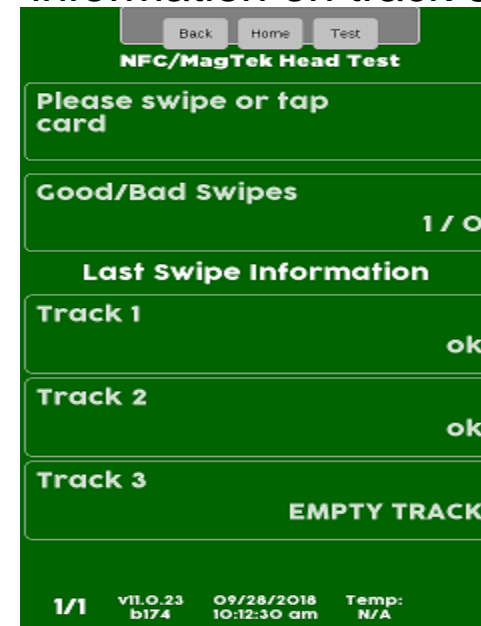 Back Home Test
NFC/MagTek Head Test
Please swipe or tap
card
Good/Bad Swipes
1 / 0
Last Swipe Information
Track 1
ok
Track 2
ok
Track 3
EMPTY TRACK
1/1 v11.0.23 09/28/2018 Temp:
b174 10:12:30 am N/A